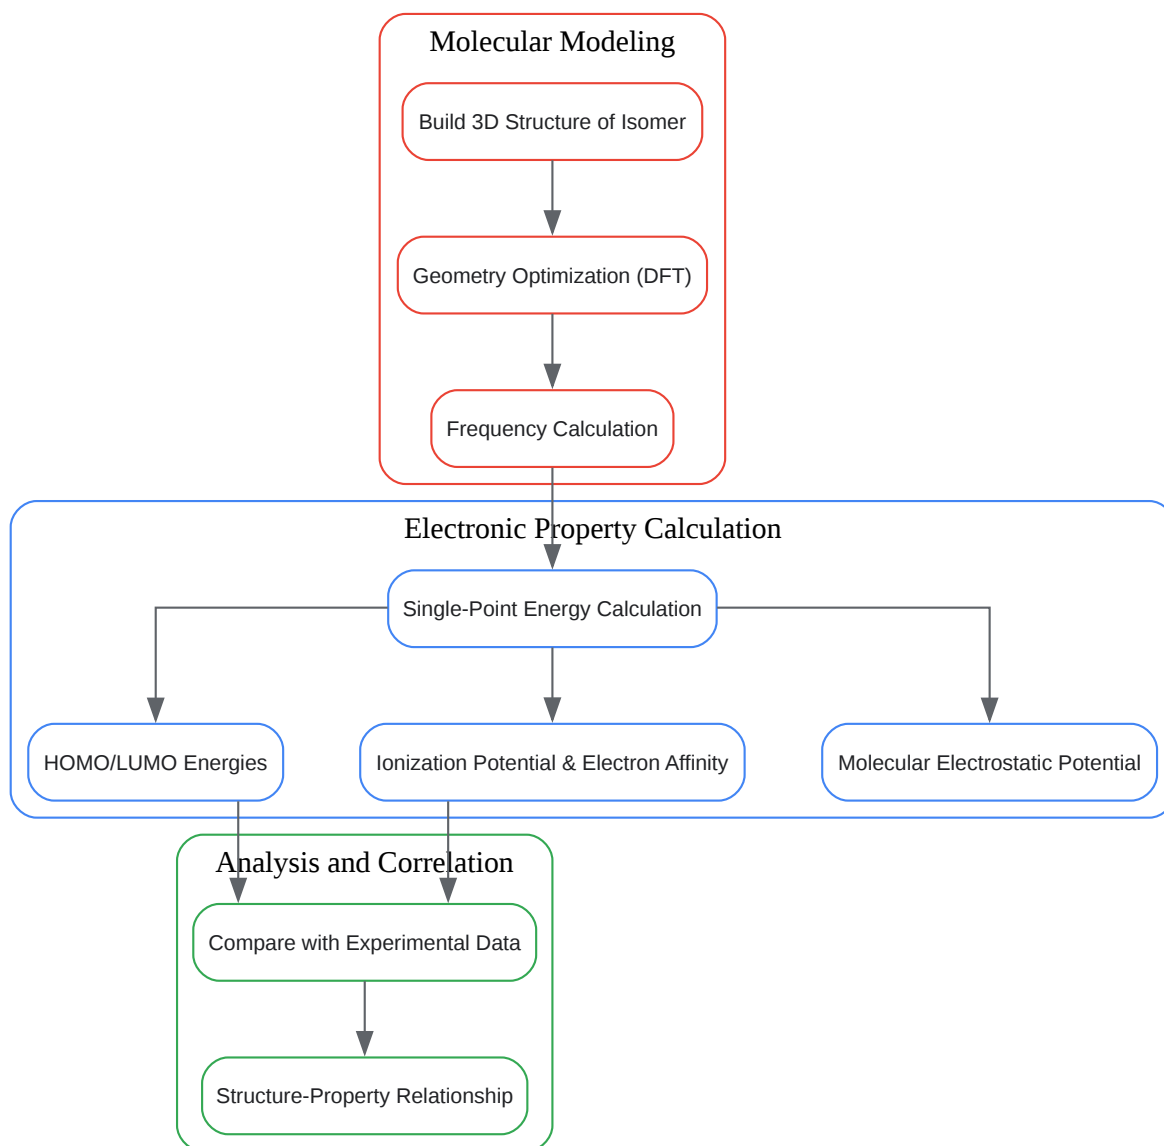 Molecular Modeling
Build 3D Structure of Isomer
Geometry Optimization (DFT)
Frequency Calculation
Electronic Property Calculation
Single-Point Energy Calculation
HOMO/LUMO Energies
Ionization Potential & Electron Affinity
Molecular Electrostatic Potential
Analysis and Correlation
Compare with Experimental Data
Structure-Property Relationship